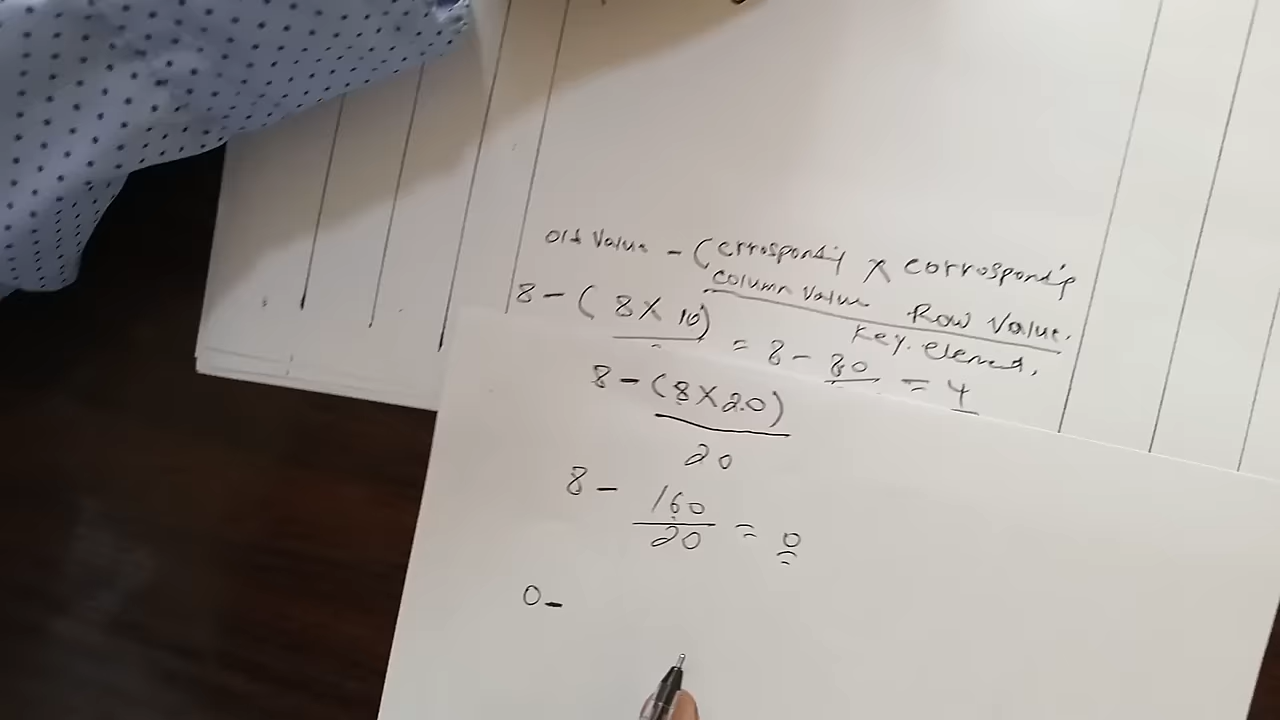 Old Value - (Corrospondig X corrospondig
column Value Row Value.
Key. element.
8 - ( 8 X 10) = 8 - 80 = 4
8 - (8 X 20)
20
8 - 160
20 = 0
0 -